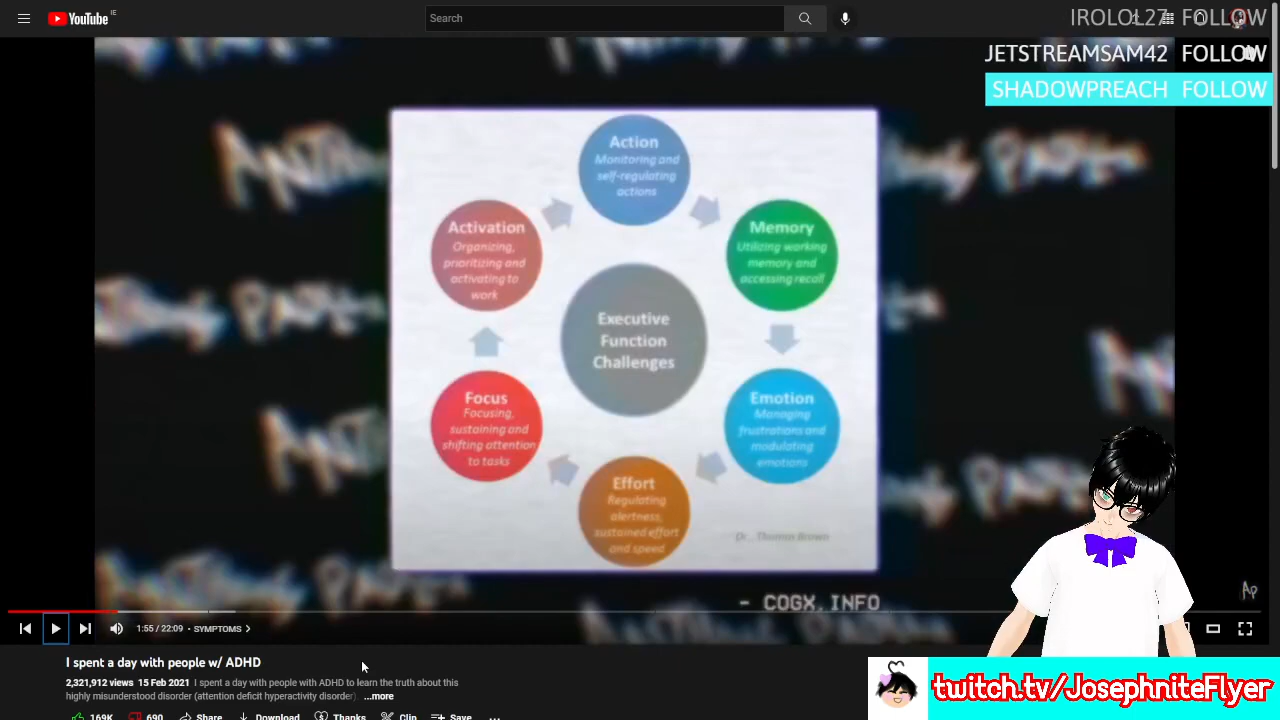 YouTube IE
Search
IROLOL27 FOLLOW
JETSTREAMSAM42 FOLLOW
SHADOWPREACH FOLLOW
Action
Monitoring and
self-regulating
actions
Activation
Organizing,
prioritizing and
activating to
work
Memory
Utilizing working
memory and
accessing recall
Executive
Function
Challenges
Focus
Focusing,
sustaining and
shifting attention
to tasks
Emotion
Managing
frustrations and
modulating
emotions
Effort
Regulating
alertness,
sustained effort
and speed
Dr., Thomas Brown
- COGX.INFO
AP
1:55 / 22:09 • SYMPTOMS >
I spent a day with people w/ ADHD
2,321,912 views 15 Feb 2021 I spent a day with people with ADHD to learn the truth about this
highly misunderstood disorder (attention deficit hyperactivity disorder) ...more
169K 690 Share Download Thanks Clip Save
twitch.tv/JosephniteFlyer